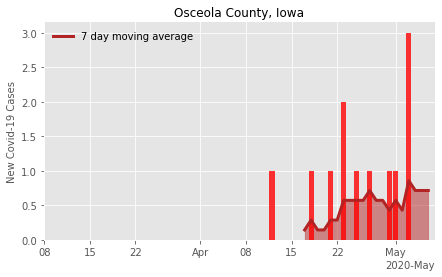 Osceola County, Iowa
7 day moving average
New Covid-19 Cases
3.0
2.5
2.0
1.5
1.0
0.5
0.0
08 15 22 Apr 08 15 22 May
2020-May